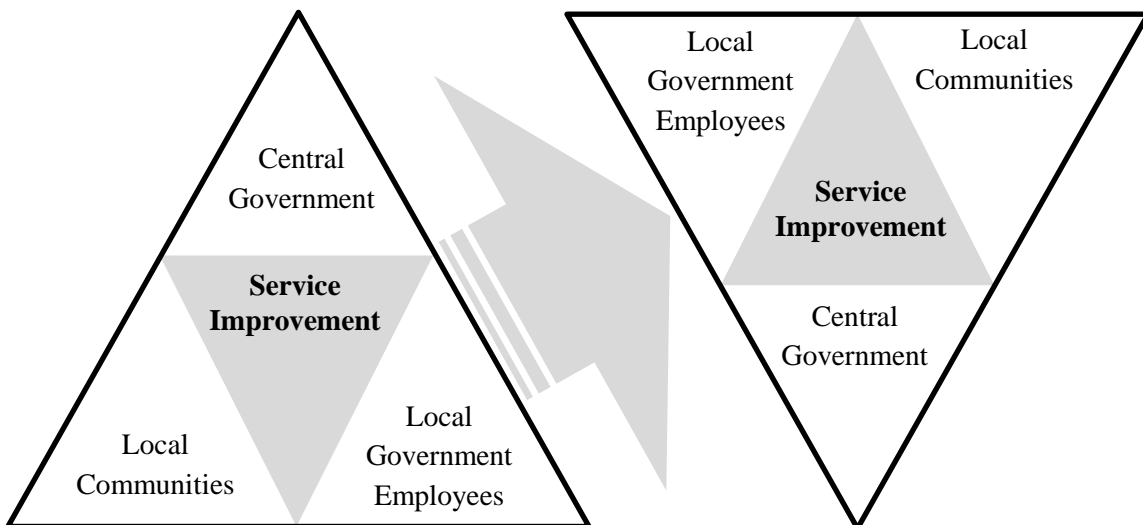 Central
Government
Service
Improvement
Local
Communities
Local
Government
Employees
Local
Government
Employees
Local
Communities
Service
Improvement
Central
Government